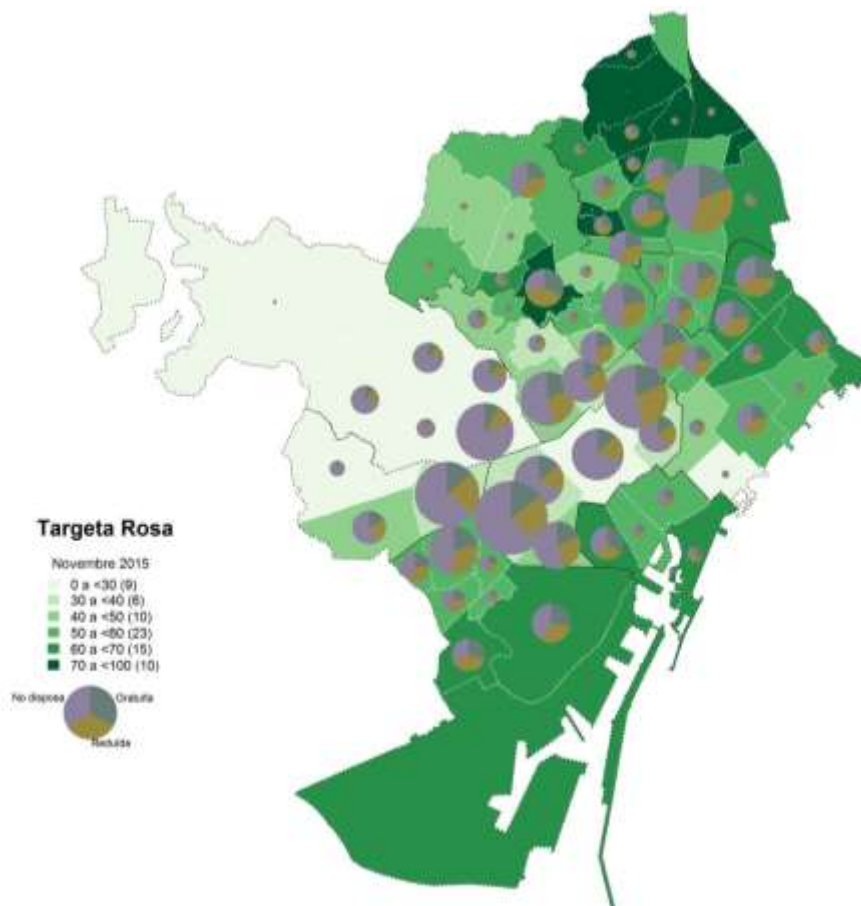 Targeta Rosa
Novembre 2015
0 a <30 (9)
30 a <40 (6)
40 a <50 (10)
50 a <60 (23)
60 a <70 (15)
70 a <100 (10)
No disposa
Gratuïta
Reduïda